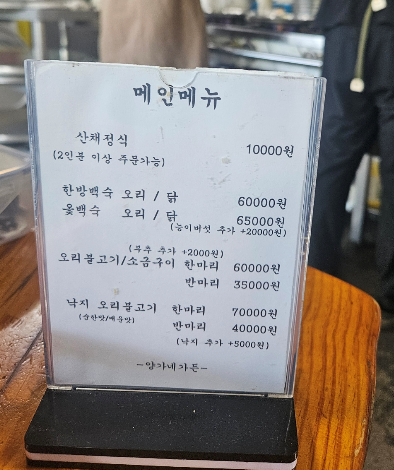 메인메뉴
산채정식 10000원
(2인분 이상 주문가능)
한방백숙 오리 / 닭 60000원
옻백숙 오리 / 닭 65000원
(능이버섯 추가 +20000원)
(부추 추가 +2000원)
오리불고기/소금구이 한마리 60000원
반마리 35000원
낙지 오리불고기 한마리 70000원
(순한맛/매운맛)
반마리 40000원
(낙지 추가 +5000원)
-양가네가든-